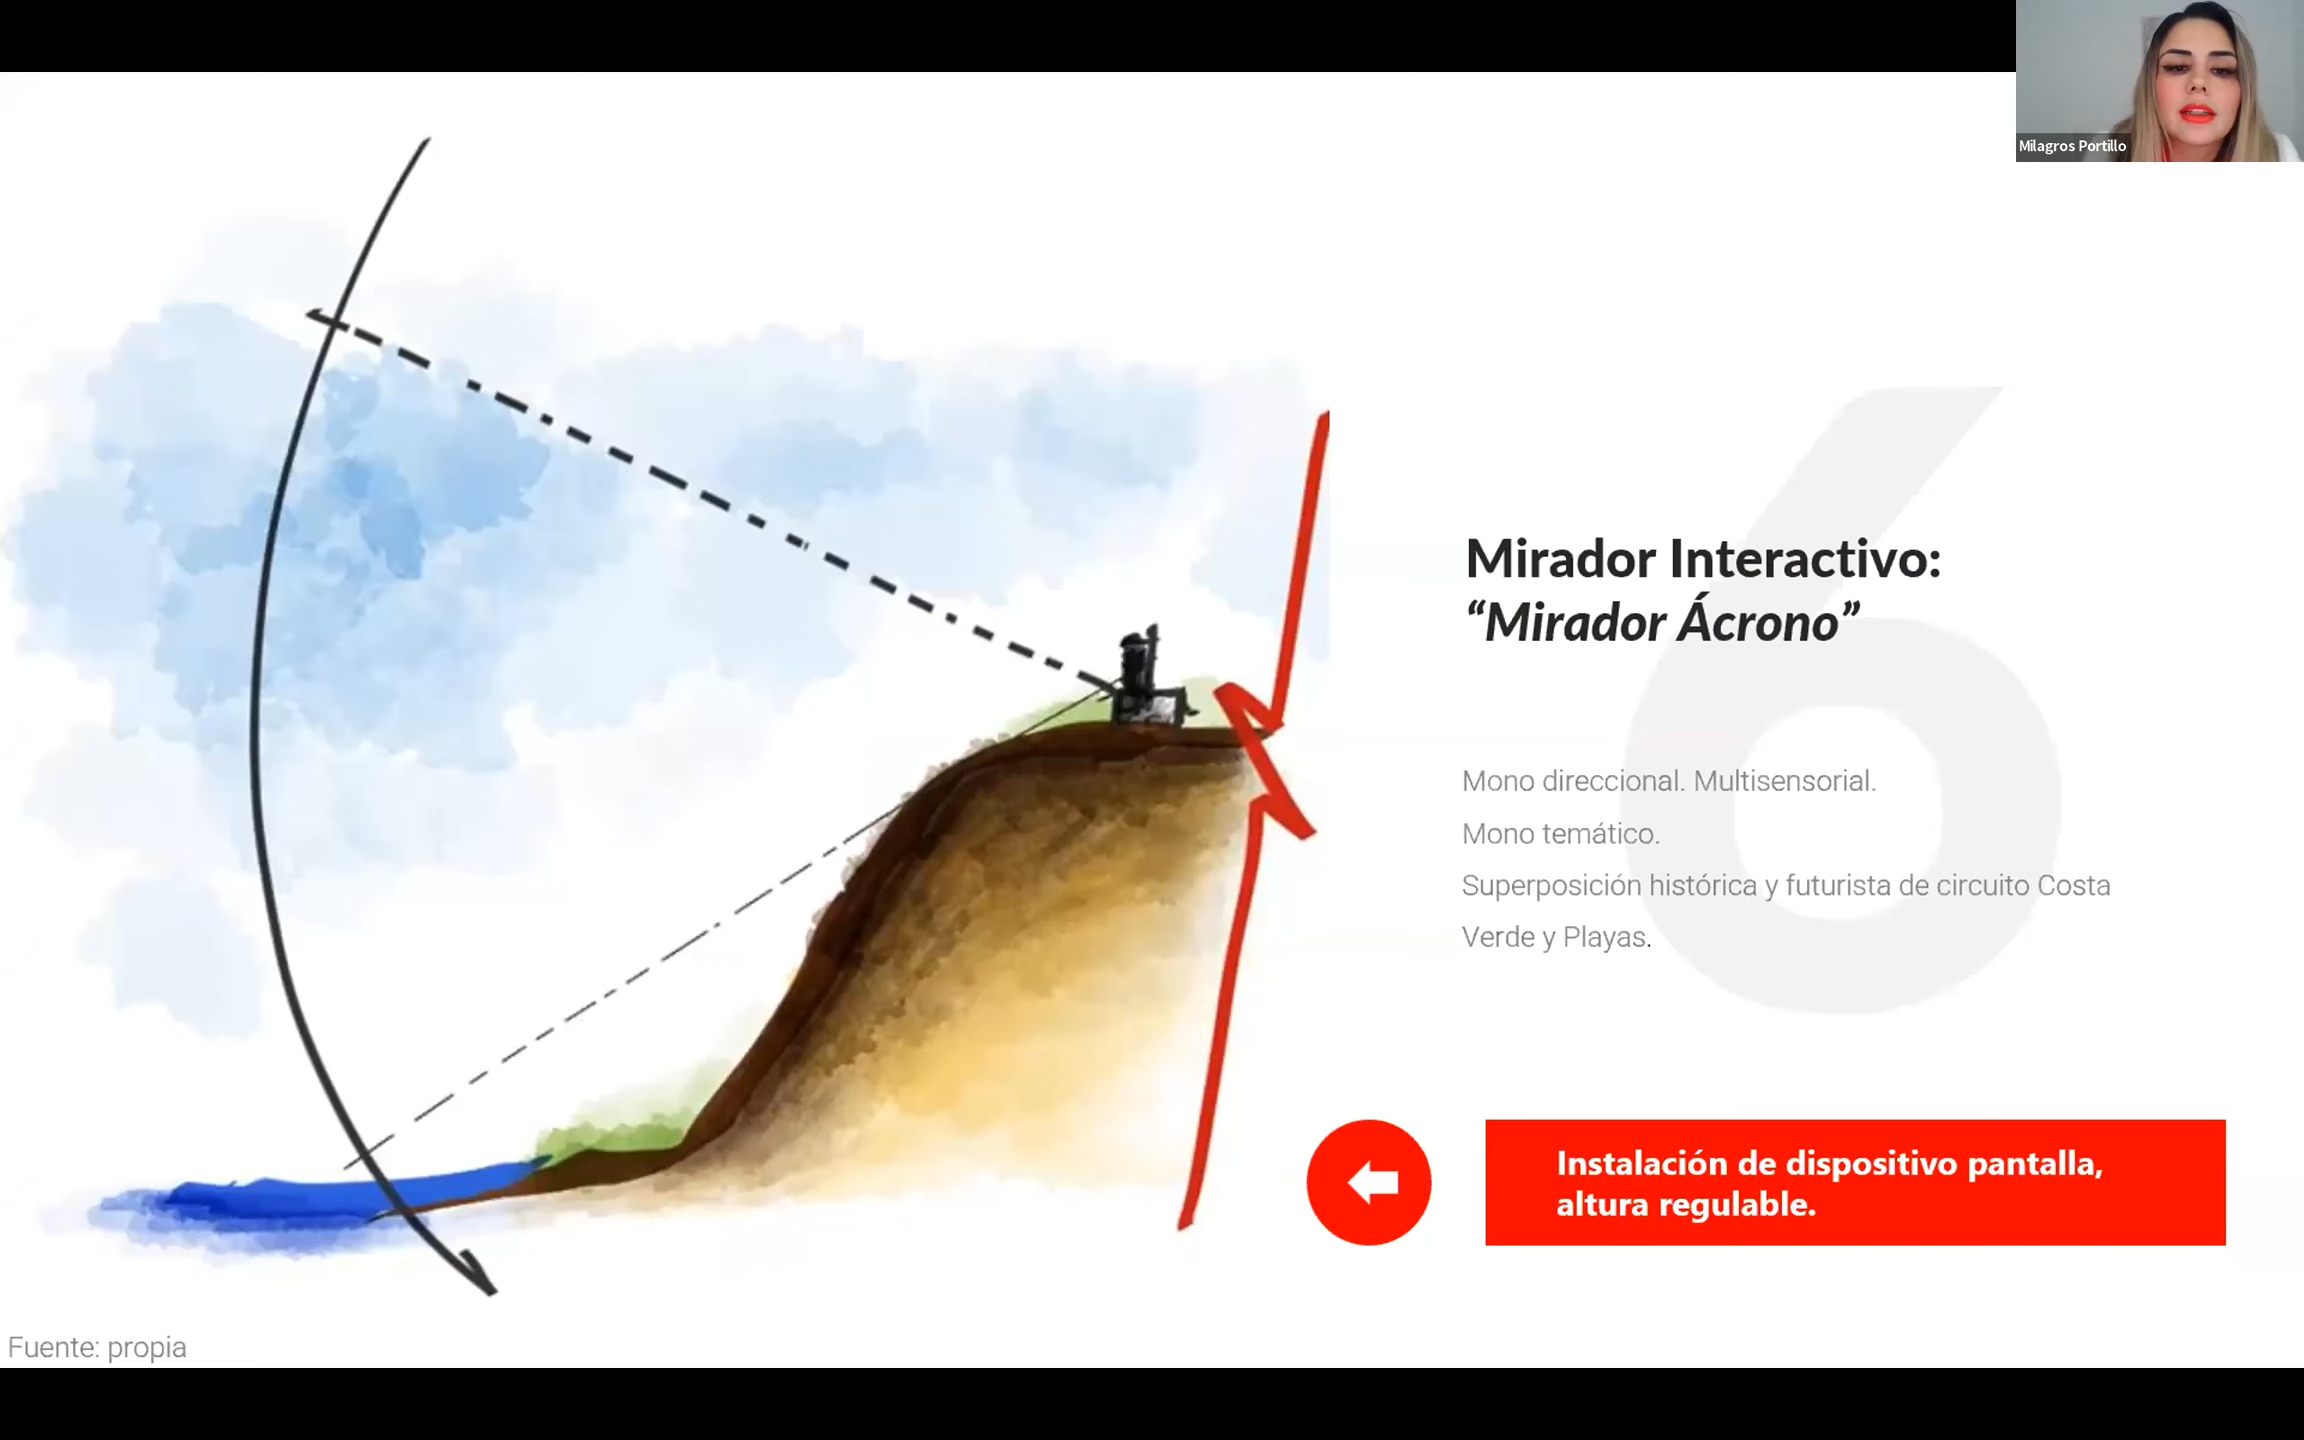 Milagros Portillo
6
Mirador Interactivo:
“Mirador Ácrono”
Mono direccional. Multisensorial.
Mono temático.
Superposición histórica y futurista de circuito Costa
Verde y Playas.
Instalación de dispositivo pantalla,
altura regulable.
Fuente: propia